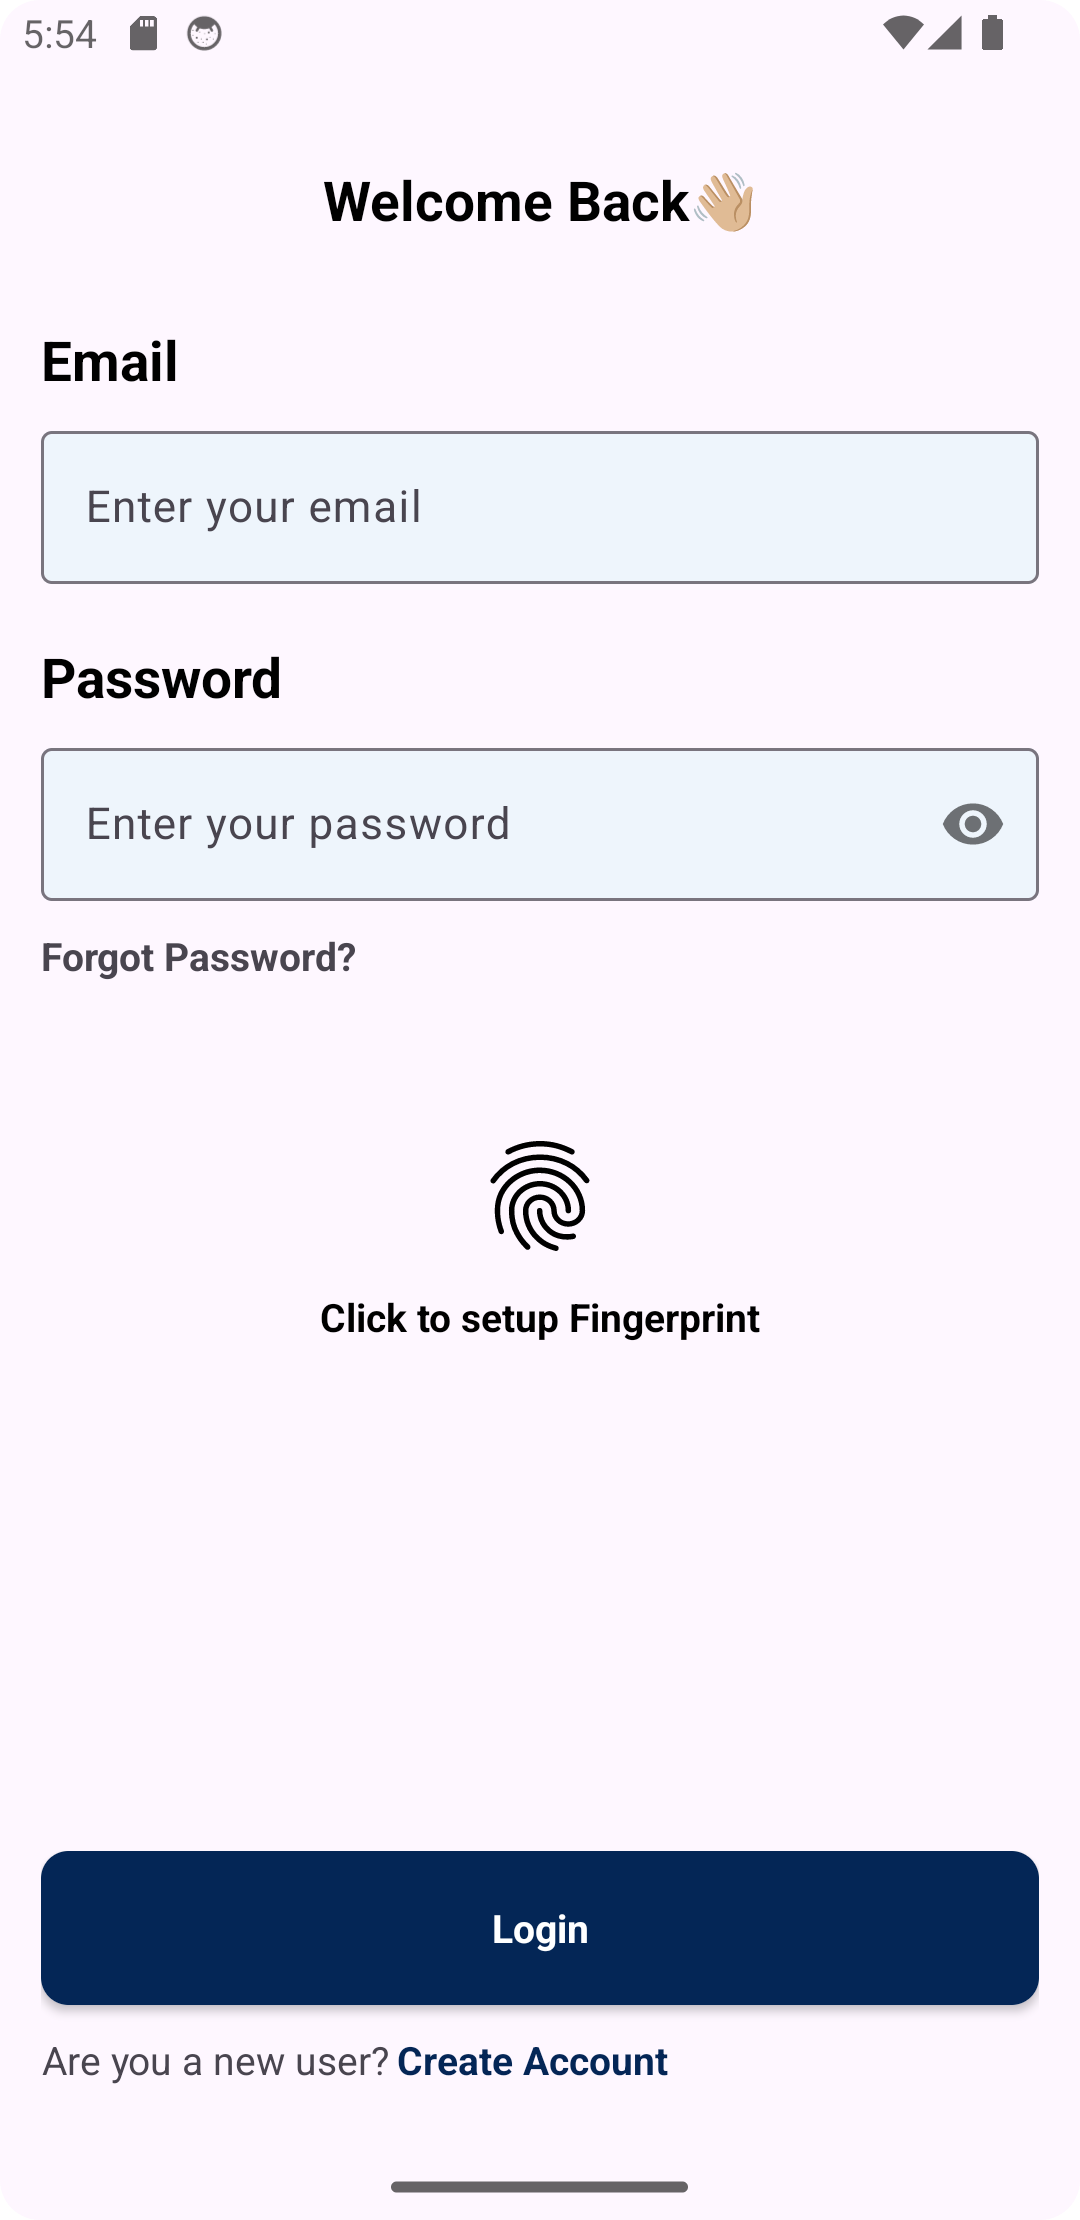 5:54
Welcome Back👋🏼
Email
Enter your email
Password
Enter your password
Forgot Password?
Click to setup Fingerprint
Login
Are you a new user? Create Account